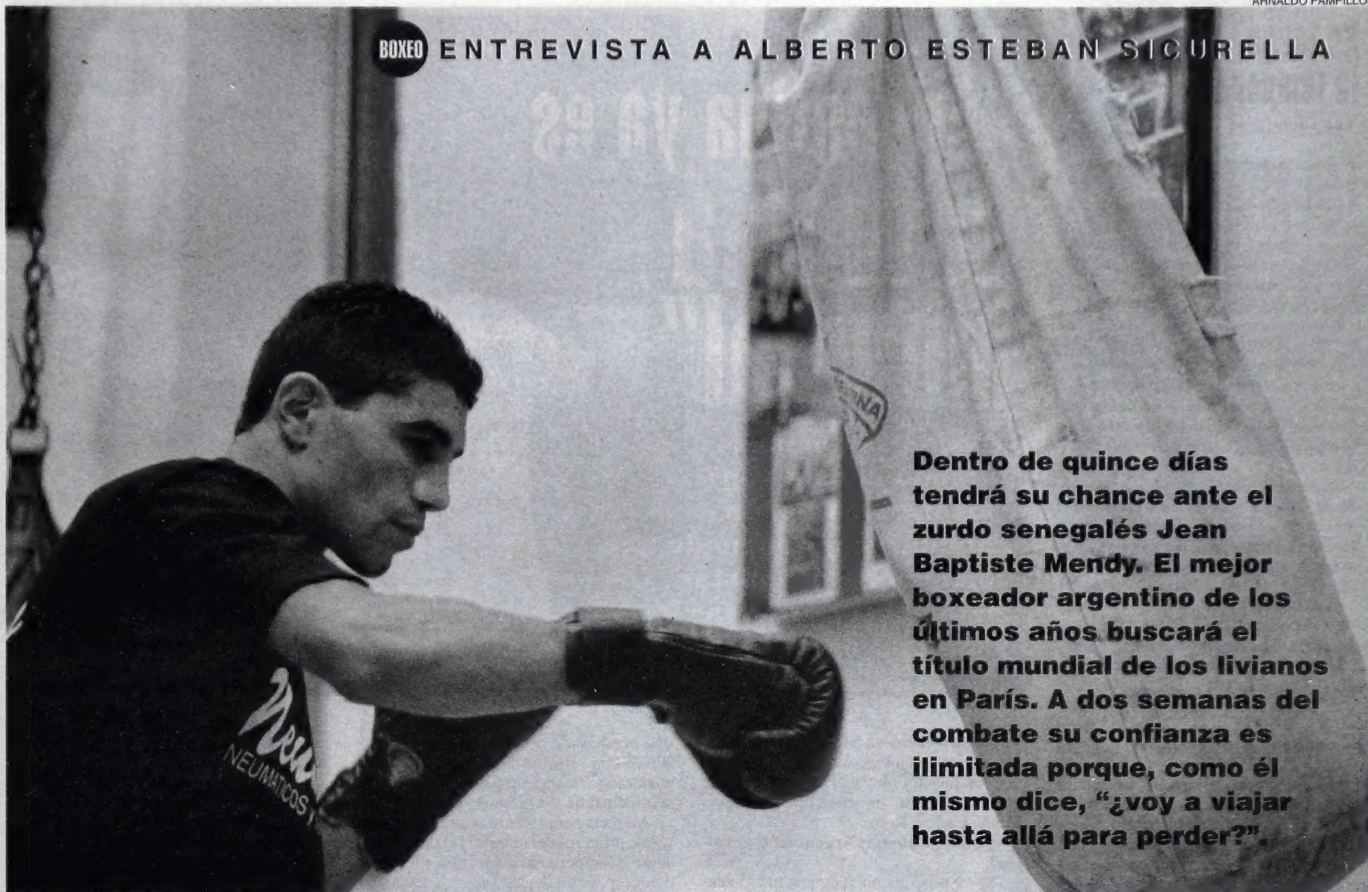 ARNALDO PAMPILLO
BOXEO ENTREVISTA A ALBERTO ESTEBAN SICURELLA
ya es
Dentro de quince días
tendrá su chance ante el
zurdo senegalés Jean
Baptiste Mendy. El mejor
boxeador argentino de los
últimos años buscará el
título mundial de los livianos
en París. A dos semanas del
combate su confianza es
ilimitada porque, como él
mismo dice, “¿voy a viajar
hasta allá para perder?”.
NEUMATICOS